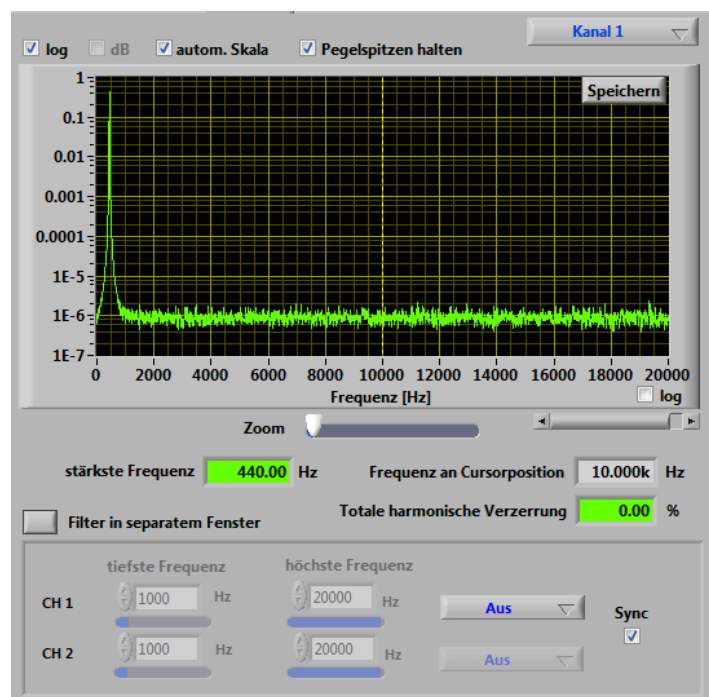 Kanal 1
log dB autom. Skala Pegelspitzen halten
Speichern
1
0.1
0.01
0.001
0.0001
1E-5
1E-6
1E-7
0 2000 4000 6000 8000 10000 12000 14000 16000 18000 20000
Frequenz [Hz]
log
Zoom
stärkste Frequenz 440.00 Hz Frequenz an Cursorposition 10.000k Hz
Filter in separatem Fenster Totale harmonische Verzerrung 0.00 %
tiefste Frequenz höchste Frequenz
CH 1 1000 Hz 20000 Hz Aus Sync
CH 2 1000 Hz 20000 Hz Aus